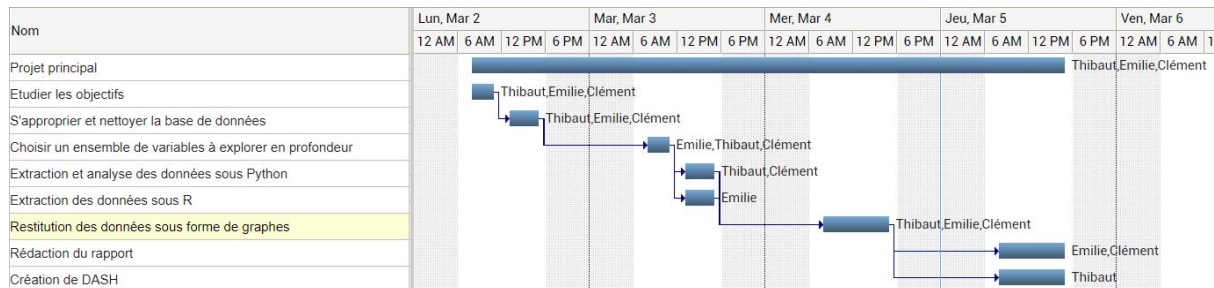 Nom
Lun, Mar 2 Mar, Mar 3 Mer, Mar 4 Jeu, Mar 5 Ven, Mar 6
12 AM 6 AM 12 PM 6 PM 12 AM 6 AM 12 PM 6 PM 12 AM 6 AM 12 PM 6 PM 12 AM 6 AM 12 PM 6 PM 12 AM 6 AM 1
Projet principal Thibaut,Emilie,Clément
Etudier les objectifs Thibaut,Emilie,Clément
S'approprier et nettoyer la base de données Thibaut,Emilie,Clément
Choisir un ensemble de variables à explorer en profondeur Emilie,Thibaut,Clément
Extraction et analyse des données sous Python Thibaut,Clément
Extraction des données sous R Emilie
Restitution des données sous forme de graphes Thibaut,Emilie,Clément
Rédaction du rapport Emilie,Clément
Création de DASH Thibaut